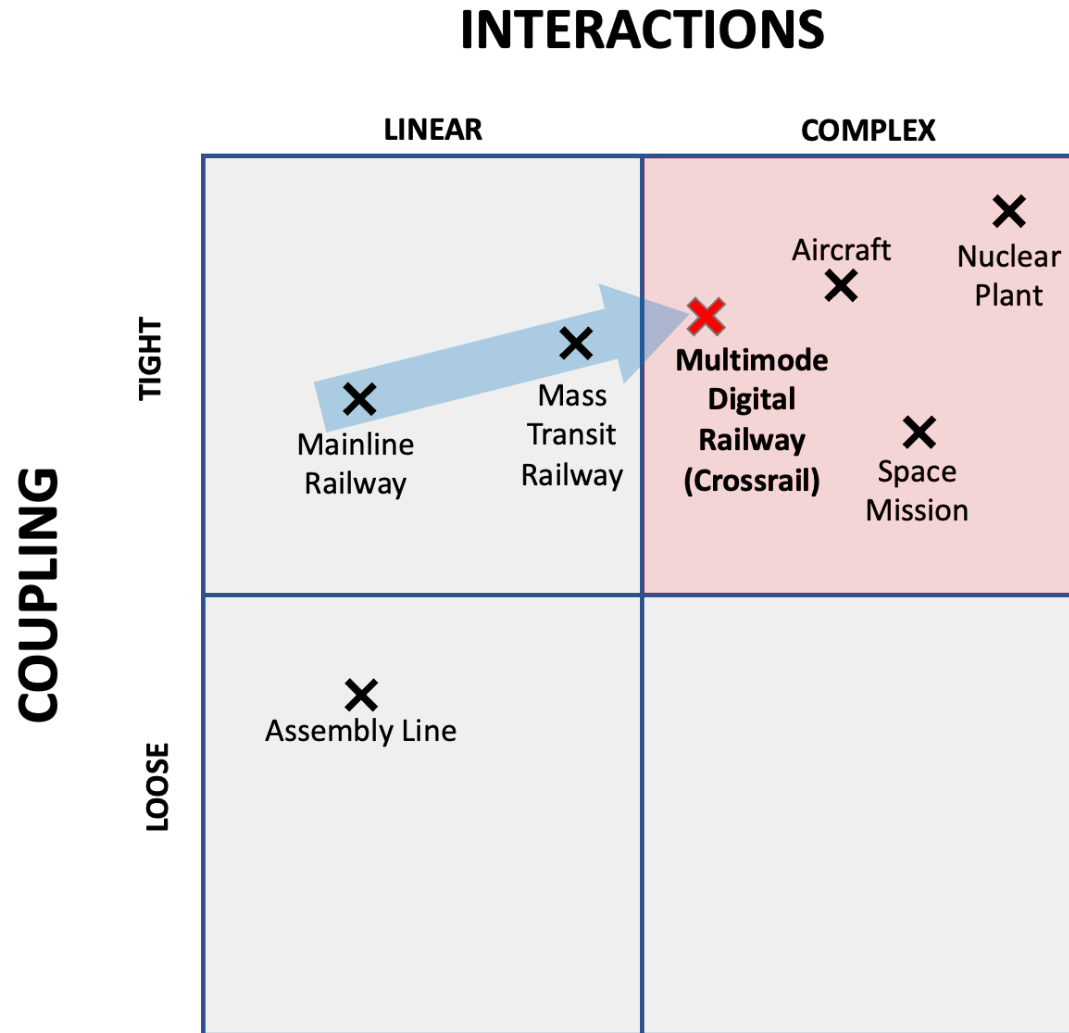 INTERACTIONS
LINEAR
COMPLEX
COUPLING
TIGHT
LOOSE
Aircraft
Nuclear
Plant
Mainline
Railway
Mass
Transit
Railway
Multimode
Digital
Railway
(Crossrail)
Space
Mission
Assembly Line